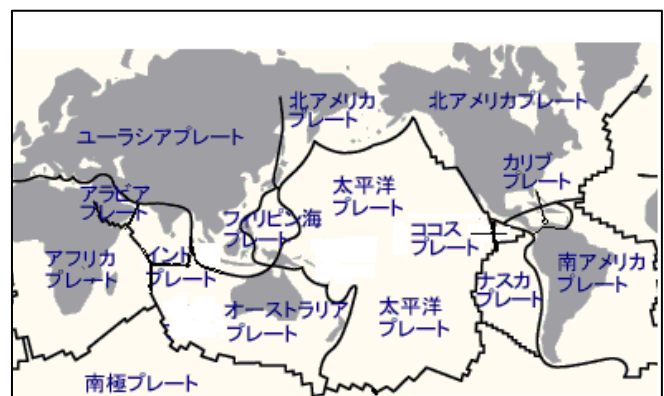 北アメリカ
プレート
北アメリカプレート
ユーラシアプレート
カリブ
プレート
アラビア
プレート
太平洋
プレート
フィリピン海
プレート
ココス
プレート
アフリカ
プレート
インド
プレート
南アメリカ
プレート
ナスカ
プレート
オーストラリア
プレート
太平洋
プレート
南極プレート